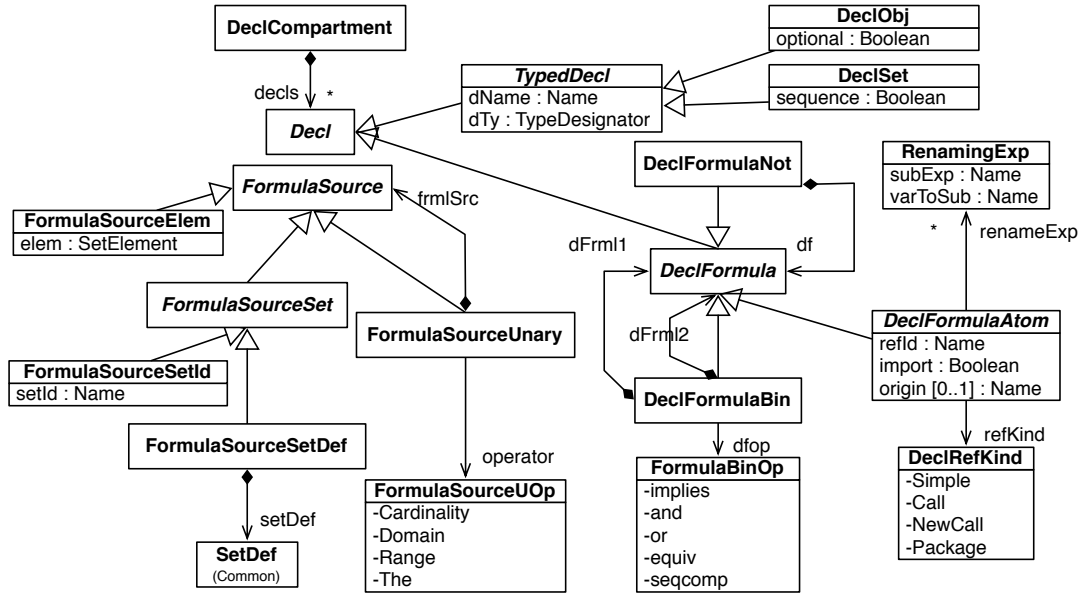 DeclCompartment
decls
*
Decl
TypedDecl
dName : Name
dTy : TypeDesignator
DeclObj
optional : Boolean
DeclSet
sequence : Boolean
FormulaSource
frmlSrc
FormulaSourceElem
elem : SetElement
FormulaSourceSet
FormulaSourceUnary
FormulaSourceSetId
setId : Name
FormulaSourceSetDef
setDef
SetDef
(Common)
operator
FormulaSourceUOp
-Cardinality
-Domain
-Range
-The
DeclFormulaNot
df
dFrml1
DeclFormula
dFrml2
DeclFormulaBin
dfop
FormulaBinOp
-implies
-and
-or
-equiv
-seqcomp
RenamingExp
subExp : Name
varToSub : Name
*
renameExp
DeclFormulaAtom
refId : Name
import : Boolean
origin [0..1] : Name
refKind
DeclRefKind
-Simple
-Call
-NewCall
-Package